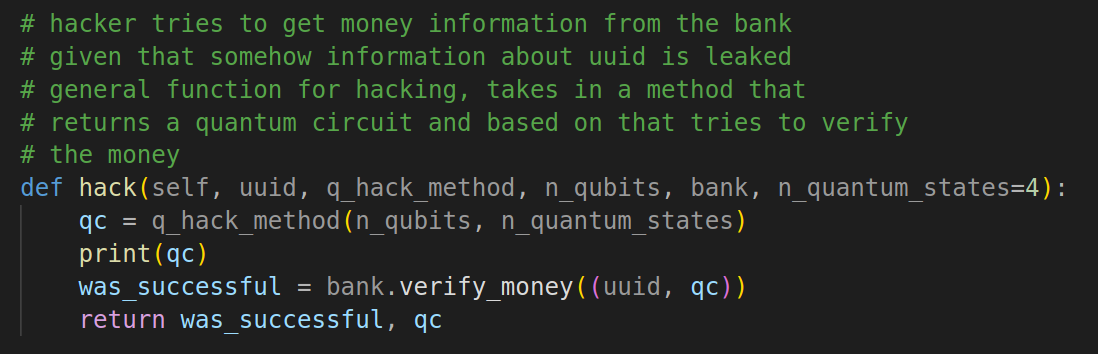 # hacker tries to get money information from the bank
# given that somehow information about uuid is leaked
# general function for hacking, takes in a method that
# returns a quantum circuit and based on that tries to verify
# the money
def hack(self, uuid, q_hack_method, n_qubits, bank, n_quantum_states=4):
    qc = q_hack_method(n_qubits, n_quantum_states)
    print(qc)
    was_successful = bank.verify_money((uuid, qc))
    return was_successful, qc